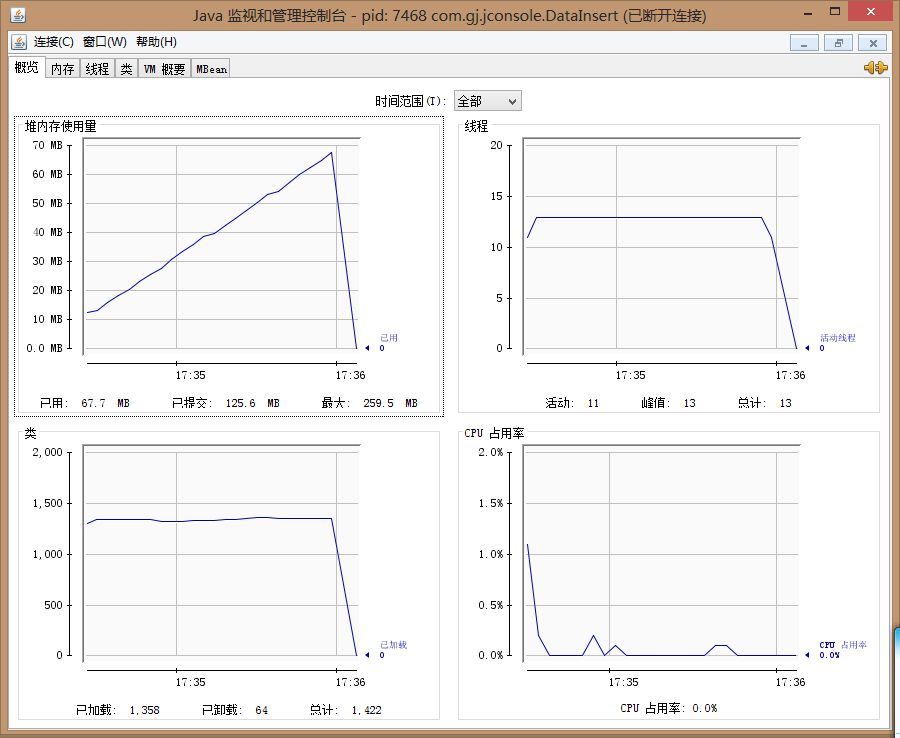 Java 监视和管理控制台 - pid: 7468 com.gj.jconsole.DataInsert (已断开连接)
连接(C) 窗口(W) 帮助(H)
概览 内存 线程 类 VM 概要 MBean
时间范围(T): 全部
堆内存使用量
70 MB
60 MB
50 MB
40 MB
30 MB
20 MB
10 MB
0.0 MB
已用
0
17:35 17:36
已用: 67.7 MB 已提交: 125.6 MB 最大: 259.5 MB
线程
20
15
10
5
0
活动线程
0
17:35 17:36
活动: 11 峰值: 13 总计: 13
类
2,000
1,500
1,000
500
0
已加载
0
17:35 17:36
已加载: 1,358 已卸载: 64 总计: 1,422
CPU 占用率
2.0%
1.5%
1.0%
0.5%
0.0%
CPU 占用率
0.0%
17:35 17:36
CPU 占用率: 0.0%